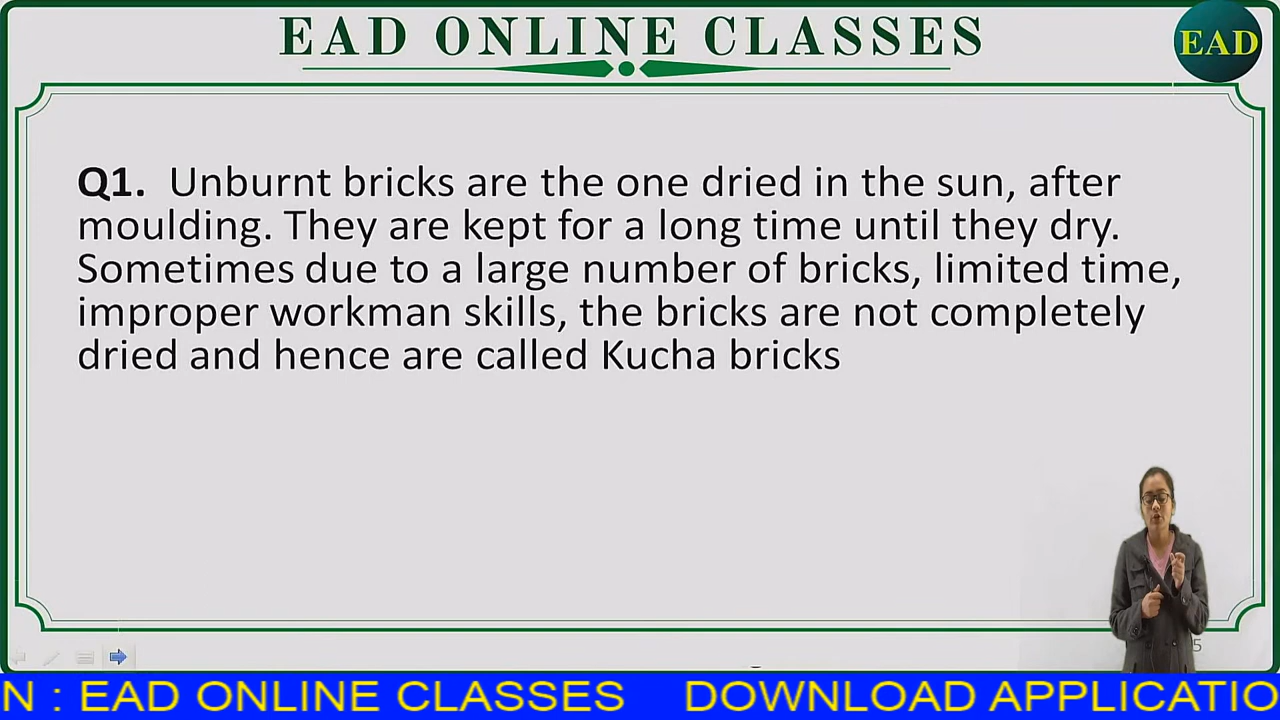 EAD ONLINE CLASSES
EAD
Q1. Unburnt bricks are the one dried in the sun, after
moulding. They are kept for a long time until they dry.
Sometimes due to a large number of bricks, limited time,
improper workman skills, the bricks are not completely
dried and hence are called Kucha bricks
5
N : EAD ONLINE CLASSES DOWNLOAD APPLICATIO